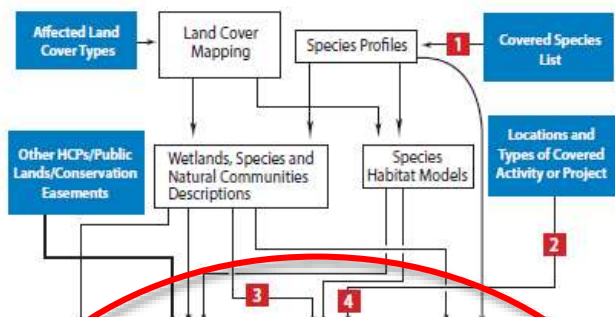 Affected Land
Cover Types
Land Cover
Mapping
Species Profiles
1
Covered Species
List
Other HCPs/Public
Lands/Conservation
Easements
Wetlands, Species and
Natural Communities
Descriptions
Species
Habitat Models
Locations and
Types of Covered
Activity or Project
2
3
4